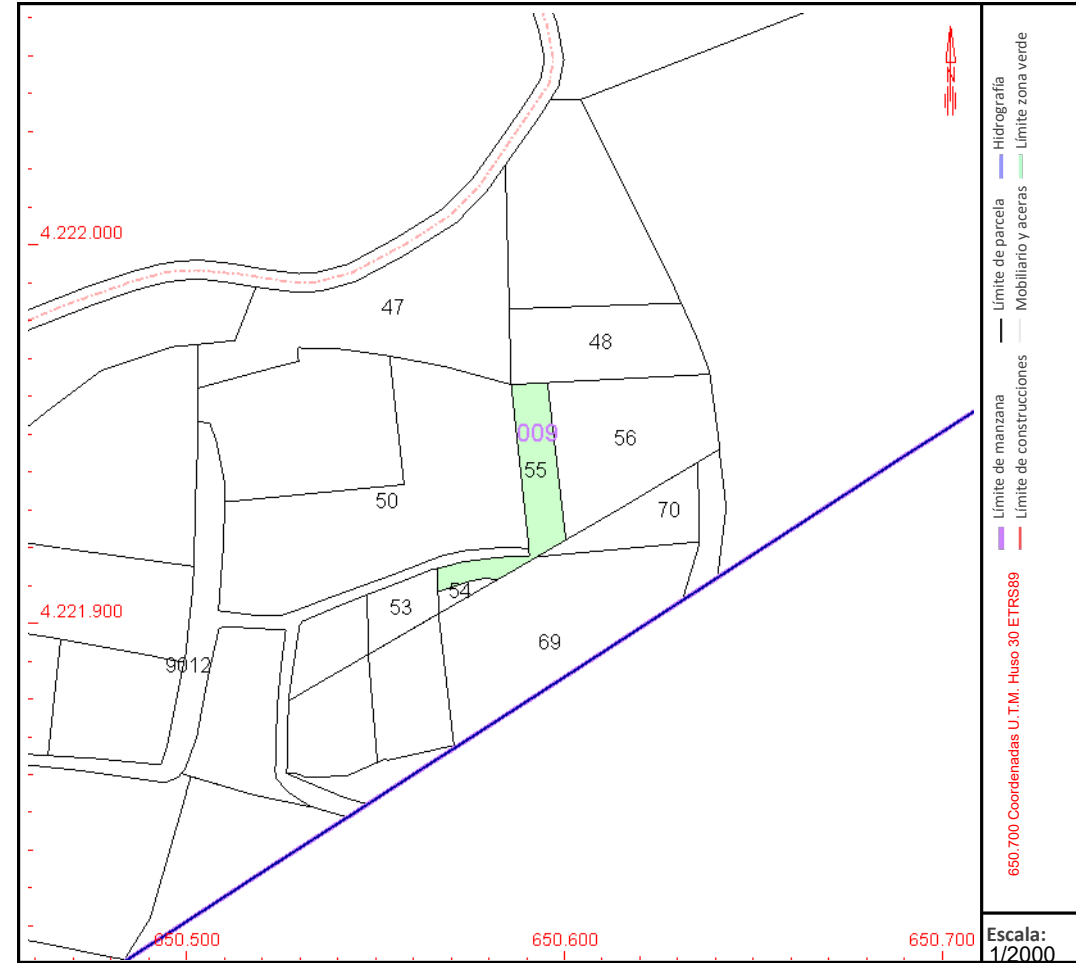 4.222.000
47
48
009
56
55
50
70
54
53
4.221.900
69
9012
650.500
650.600
650.700
N
Hidrografía
Límite zona verde
Límite de parcela
Mobiliario y aceras
Límite de manzana
Límite de construcciones
650.700 Coordenadas U.T.M. Huso 30 ETRS89
Escala:
1/2000